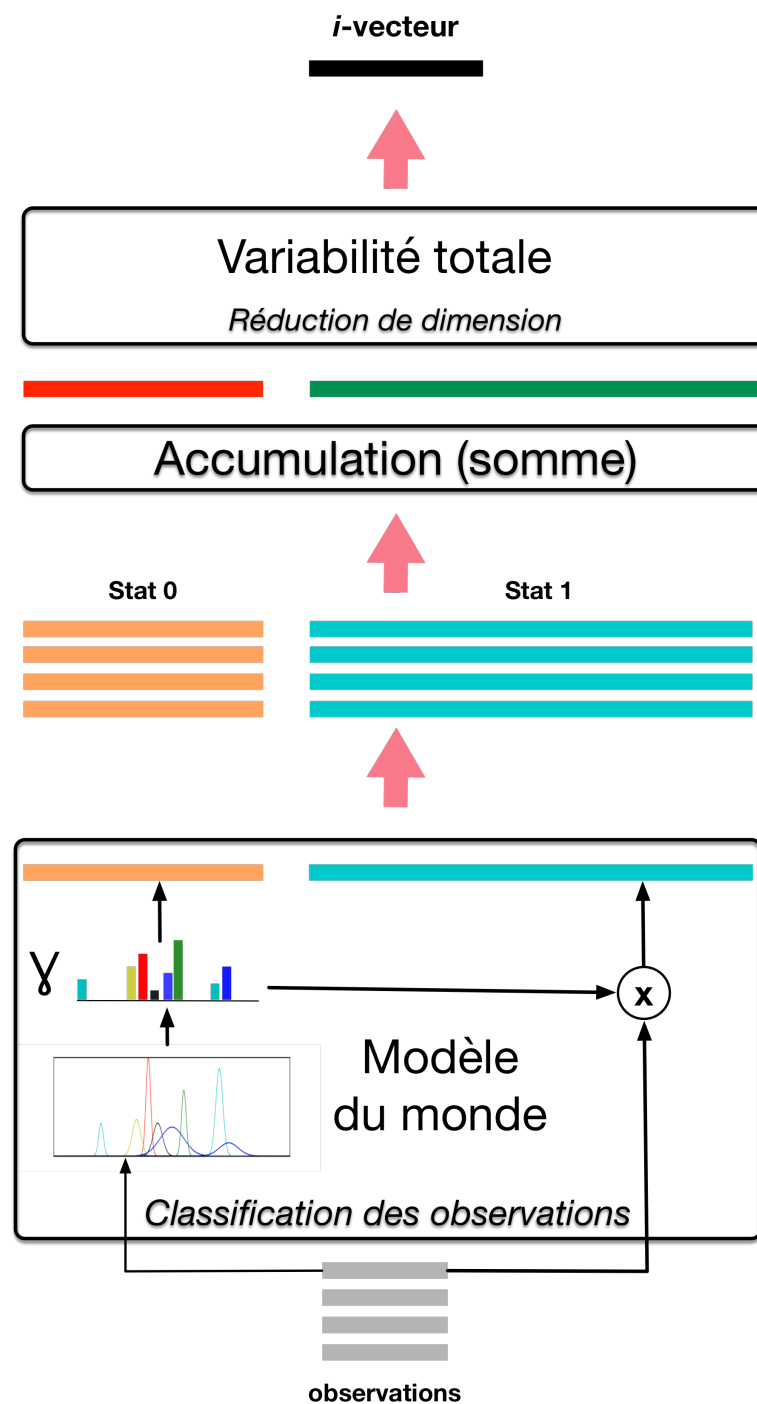 i-vecteur
Variabilité totale
Réduction de dimension
Accumulation (somme)
Stat 0
Stat 1
γ
x
Modèle
du monde
Classification des observations
observations